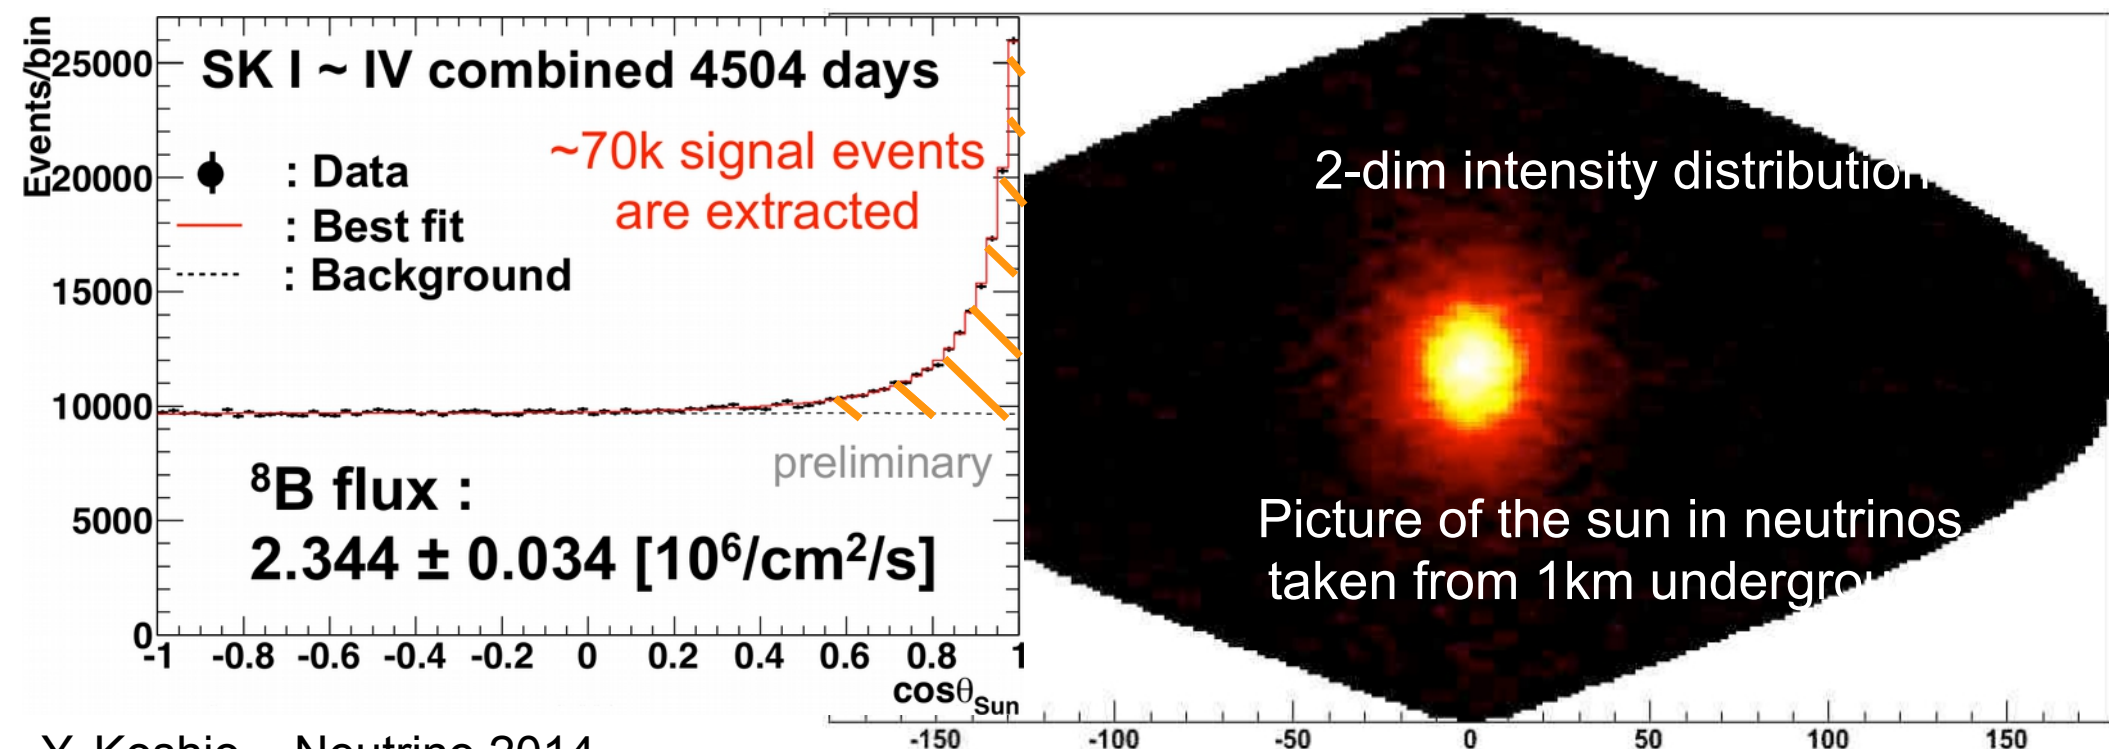 Events/bin
25000
20000
15000
10000
5000
0
SK I ~ IV combined 4504 days
~70k signal events
are extracted
: Data
: Best fit
: Background
preliminary
⁸B flux :
2.344 ± 0.034 [10⁶/cm²/s]
-1 -0.8 -0.6 -0.4 -0.2 0 0.2 0.4 0.6 0.8 1
cosθSun
2-dim intensity distribution
Picture of the sun in neutrinos
taken from 1km
-150 -100 -50 0 50 100 150
Neutrino 2014